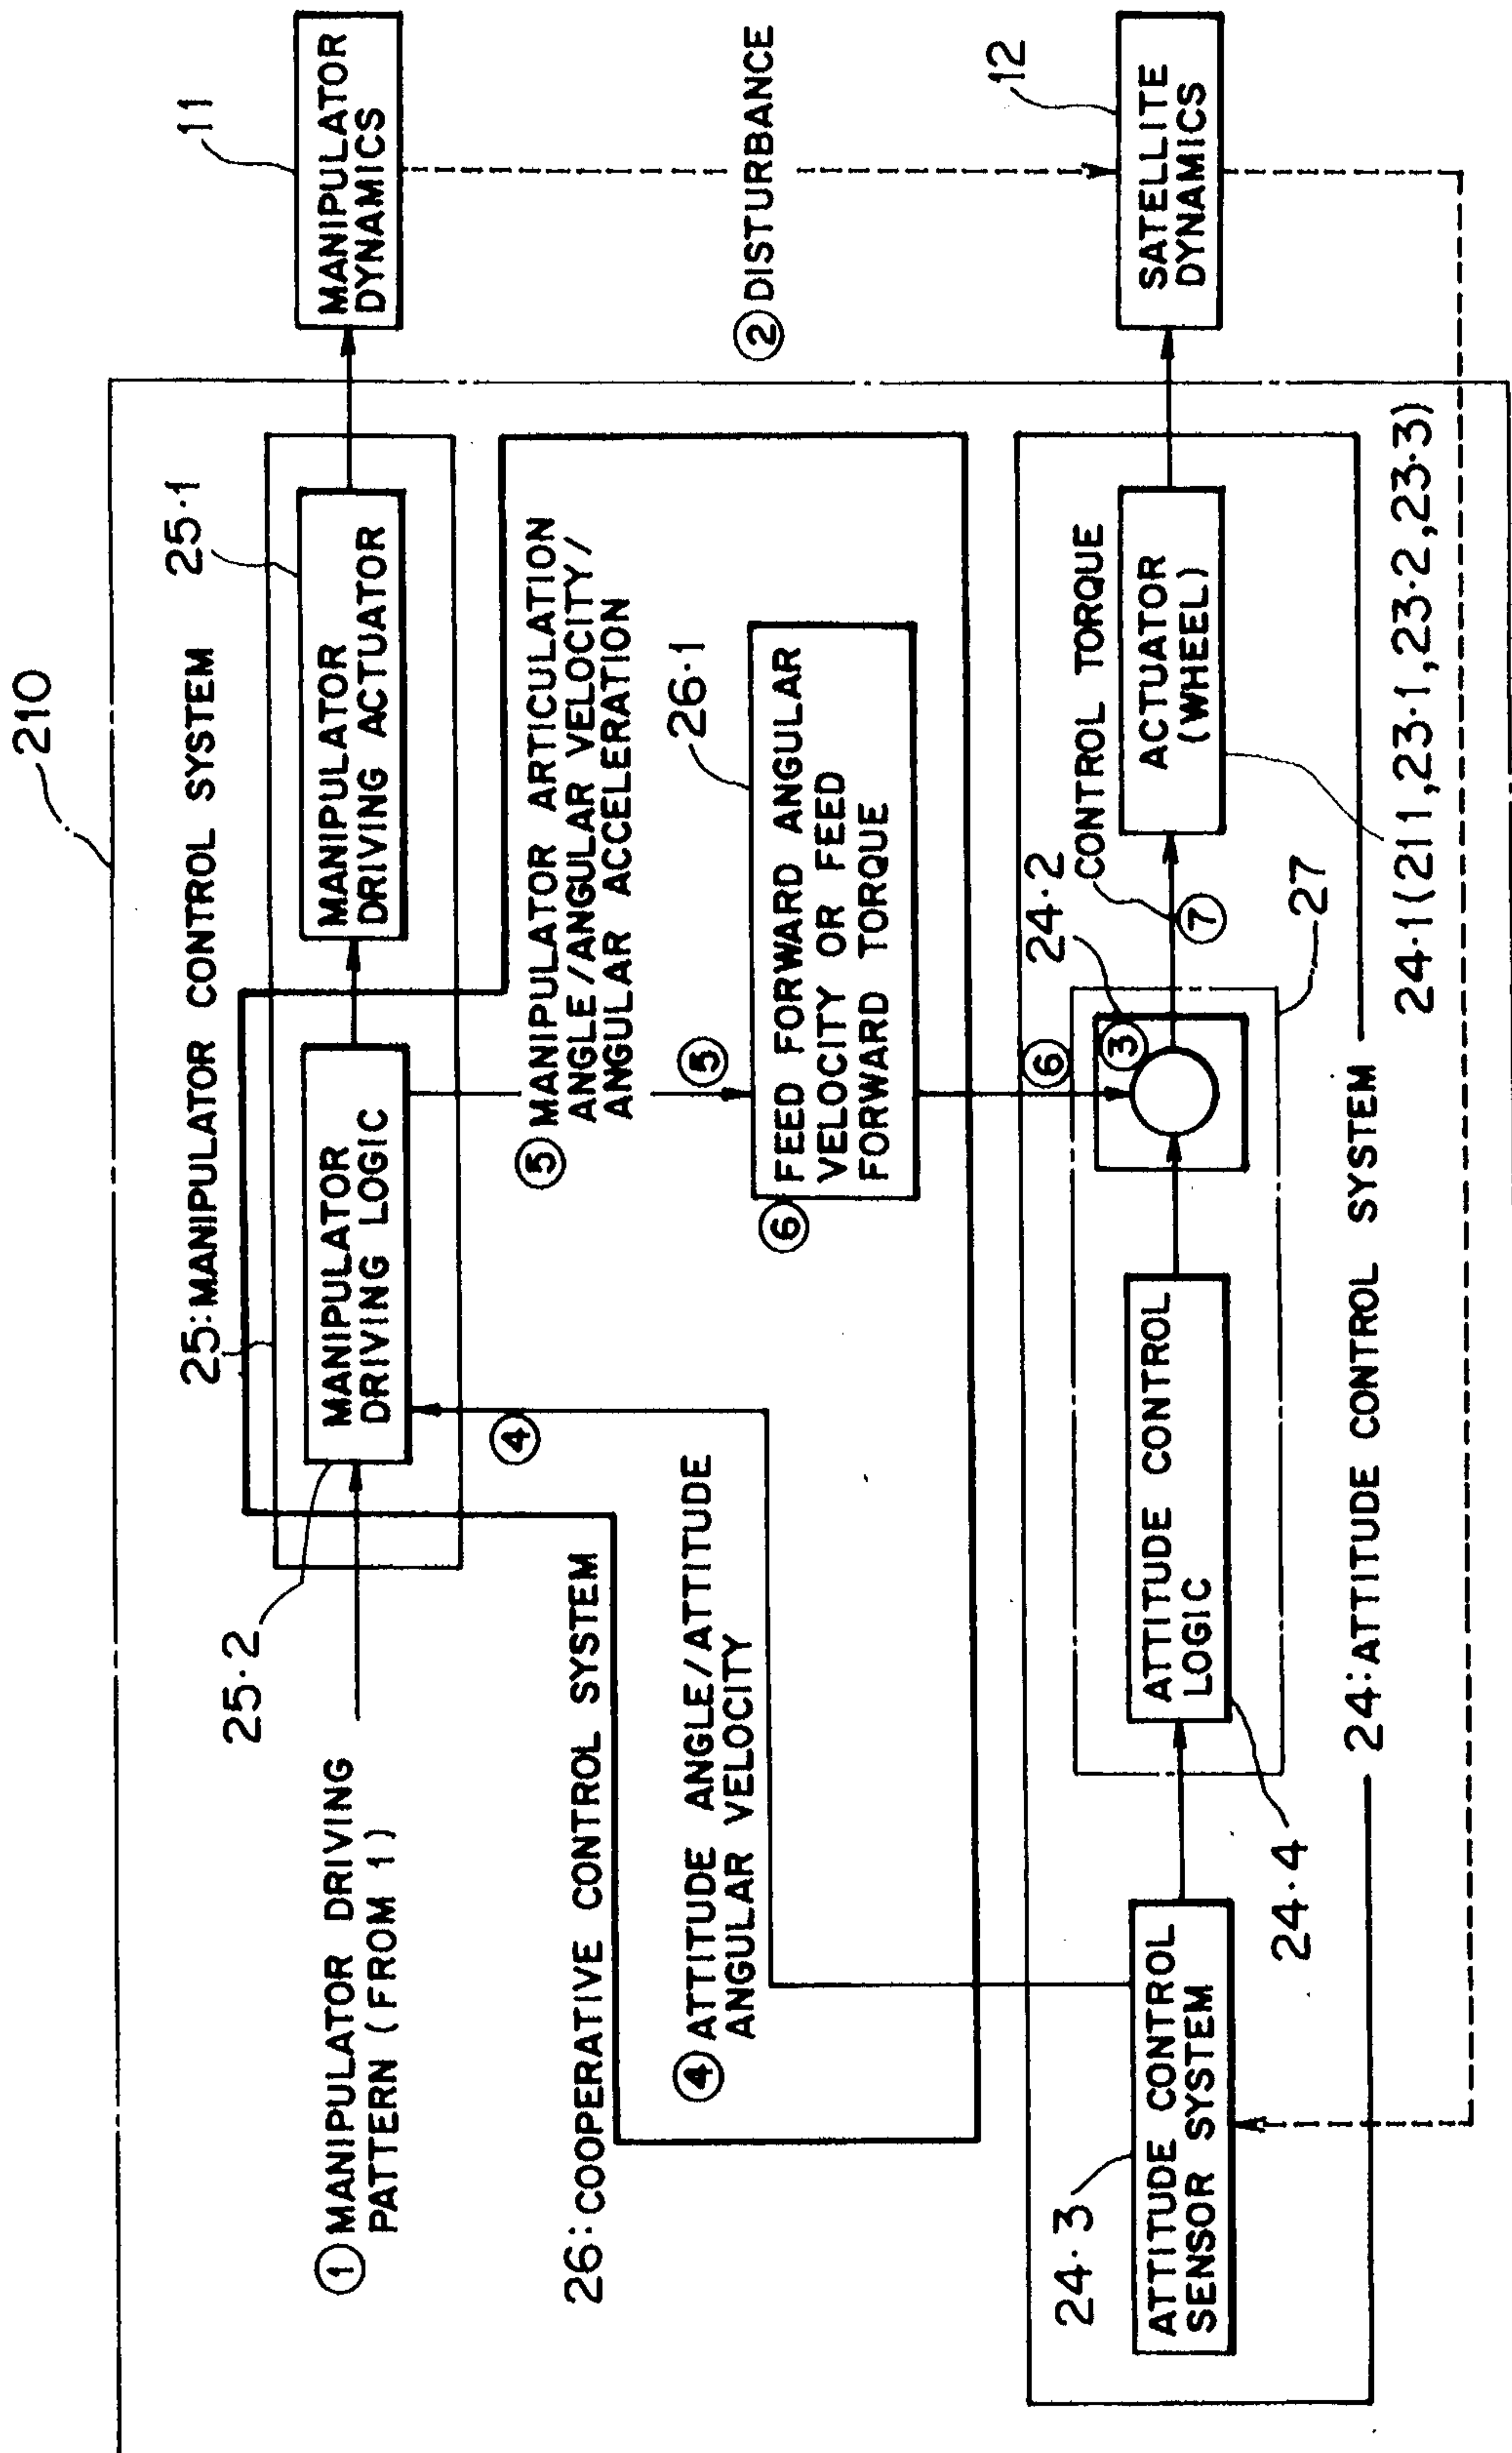 210
25:MANIPULATOR CONTROL SYSTEM
25·1
11
25·2
① MANIPULATOR DRIVING
PATTERN (FROM 1)
MANIPULATOR
DRIVING LOGIC
MANIPULATOR
DRIVING ACTUATOR
MANIPULATOR
DYNAMICS
26:COOPERATIVE CONTROL SYSTEM
④
⑤ MANIPULATOR ARTICULATION
ANGLE/ANGULAR VELOCITY/
ANGULAR ACCELERATION
④ ATTITUDE ANGLE/ATTITUDE
ANGULAR VELOCITY
⑤
26·1
② DISTURBANCE
⑥ FEED FORWARD ANGULAR
VELOCITY OR FEED
FORWARD TORQUE
12
24·3
⑥
24·2
CONTROL TORQUE
③
⑦
ATTITUDE CONTROL
SENSOR SYSTEM
ATTITUDE CONTROL
LOGIC
ACTUATOR
(WHEEL)
SATELLITE
DYNAMICS
24·4
27
24:ATTITUDE CONTROL SYSTEM
24·1(211,23·1,23·2,23·3)